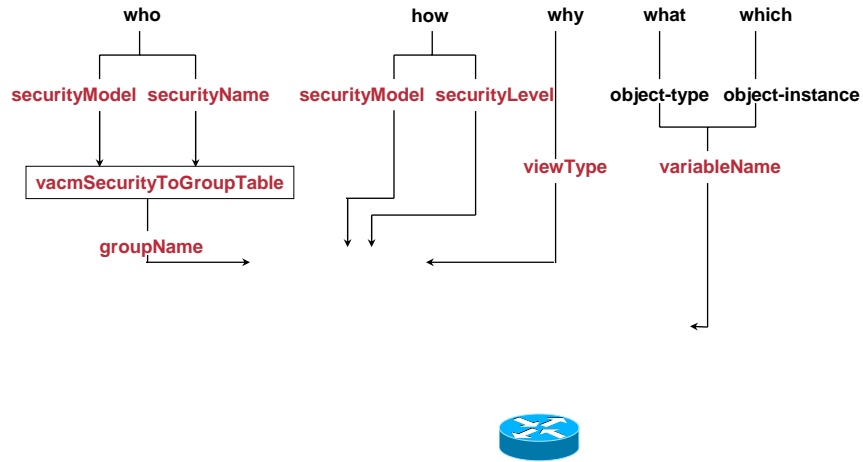 who how why what which
securityModel securityName securityModel securityLevel object-type object-instance
viewType variableName
vacmSecurityToGroupTable
groupName